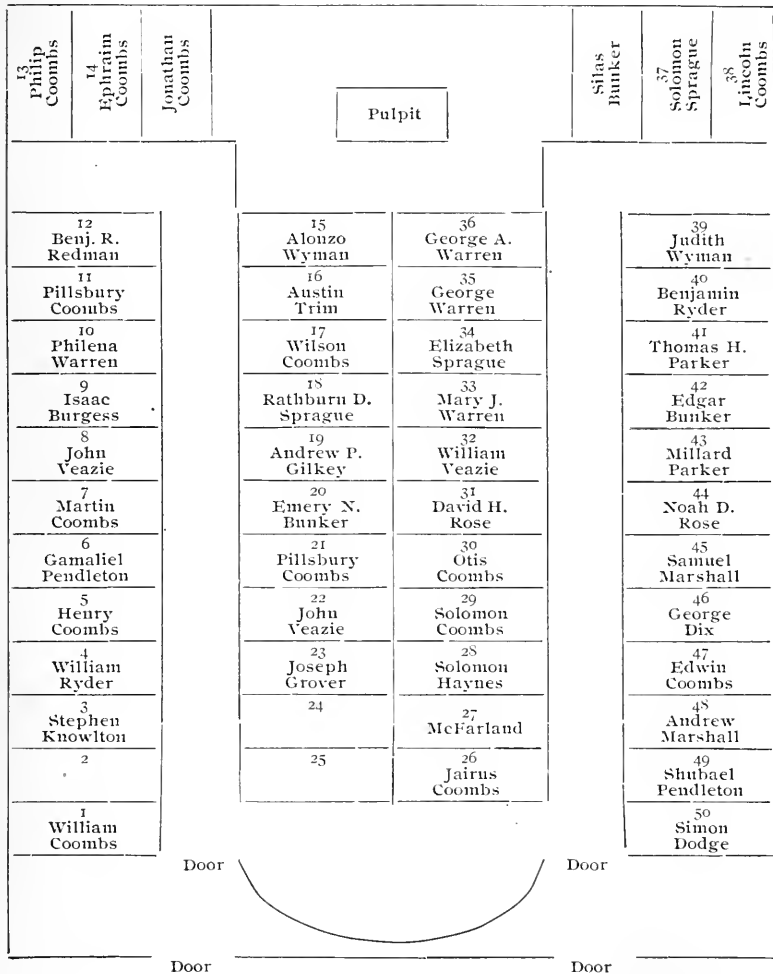 13
Philip
Coombs
14
Ephraim
Coombs
Jonathan
Coombs
Pulpit
Silas
Bunker
37
Solomon
Sprague
38
Lincoln
Coombs
12
Benj. R.
Redman
11
Pillsbury
Coombs
10
Philena
Warren
9
Isaac
Burgess
8
John
Veazie
7
Martin
Coombs
6
Gamaliel
Pendleton
5
Henry
Coombs
4
William
Ryder
3
Stephen
Knowlton
2
1
William
Coombs
15
Alonzo
Wyman
16
Austin
Trim
17
Wilson
Coombs
18
Rathburn D.
Sprague
19
Andrew P.
Gilkey
20
Emery N.
Bunker
21
Pillsbury
Coombs
22
John
Veazie
23
Joseph
Grover
24
25
36
George A.
Warren
35
George
Warren
34
Elizabeth
Sprague
33
Mary J.
Warren
32
William
Veazie
31
David H.
Rose
30
Otis
Coombs
29
Solomon
Coombs
28
Solomon
Haynes
27
McFarland
26
Jairus
Coombs
39
Judith
Wyman
40
Benjamin
Ryder
41
Thomas H.
Parker
42
Edgar
Bunker
43
Millard
Parker
44
Noah D.
Rose
45
Samuel
Marshall
46
George
Dix
47
Edwin
Coombs
48
Andrew
Marshall
49
Shubael
Pendleton
50
Simon
Dodge
Door
Door
Door
Door